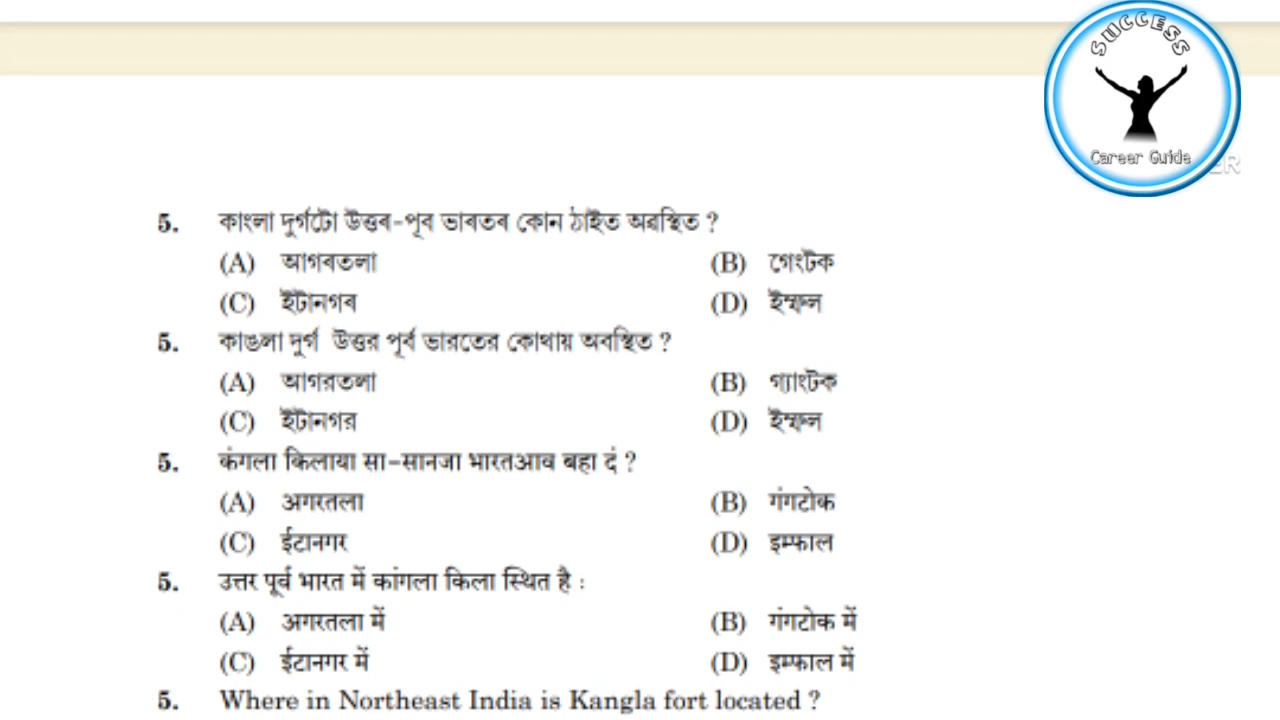 SUCCESS
Career Guide
ER
5. কাংলা দুৰ্গটো উত্তৰ-পূব ভাৰতৰ কোন ঠাইত অৱস্থিত ?
(A) আগৰতলা (B) গেংটক
(C) ইটানগৰ (D) ইম্ফল
5. কাঙলা দুর্গ উত্তর পূর্ব ভারতের কোথায় অবস্থিত ?
(A) আগরতলা (B) গ্যাংটক
(C) ইটানগর (D) ইম্ফল
5. कंगला किलाया सा-सानजा भारतआव बहा दं ?
(A) अगरतला (B) गंगटोक
(C) ईटानगर (D) इम्फाल
5. उत्तर पूर्व भारत में कांगला किला स्थित है :
(A) अगरतला में (B) गंगटोक में
(C) ईटानगर में (D) इम्फाल में
5. Where in Northeast India is Kangla fort located ?